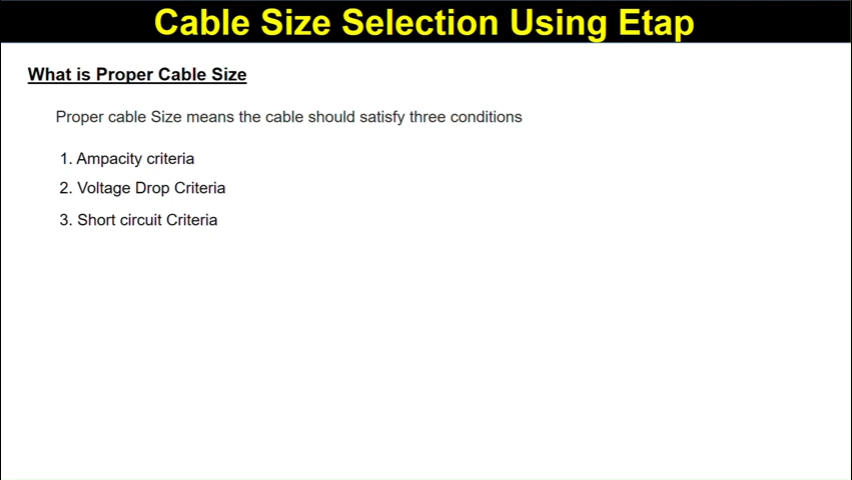 Cable Size Selection Using Etap
What is Proper Cable Size
Proper cable Size means the cable should satisfy three conditions
1. Ampacity criteria
2. Voltage Drop Criteria
3. Short circuit Criteria